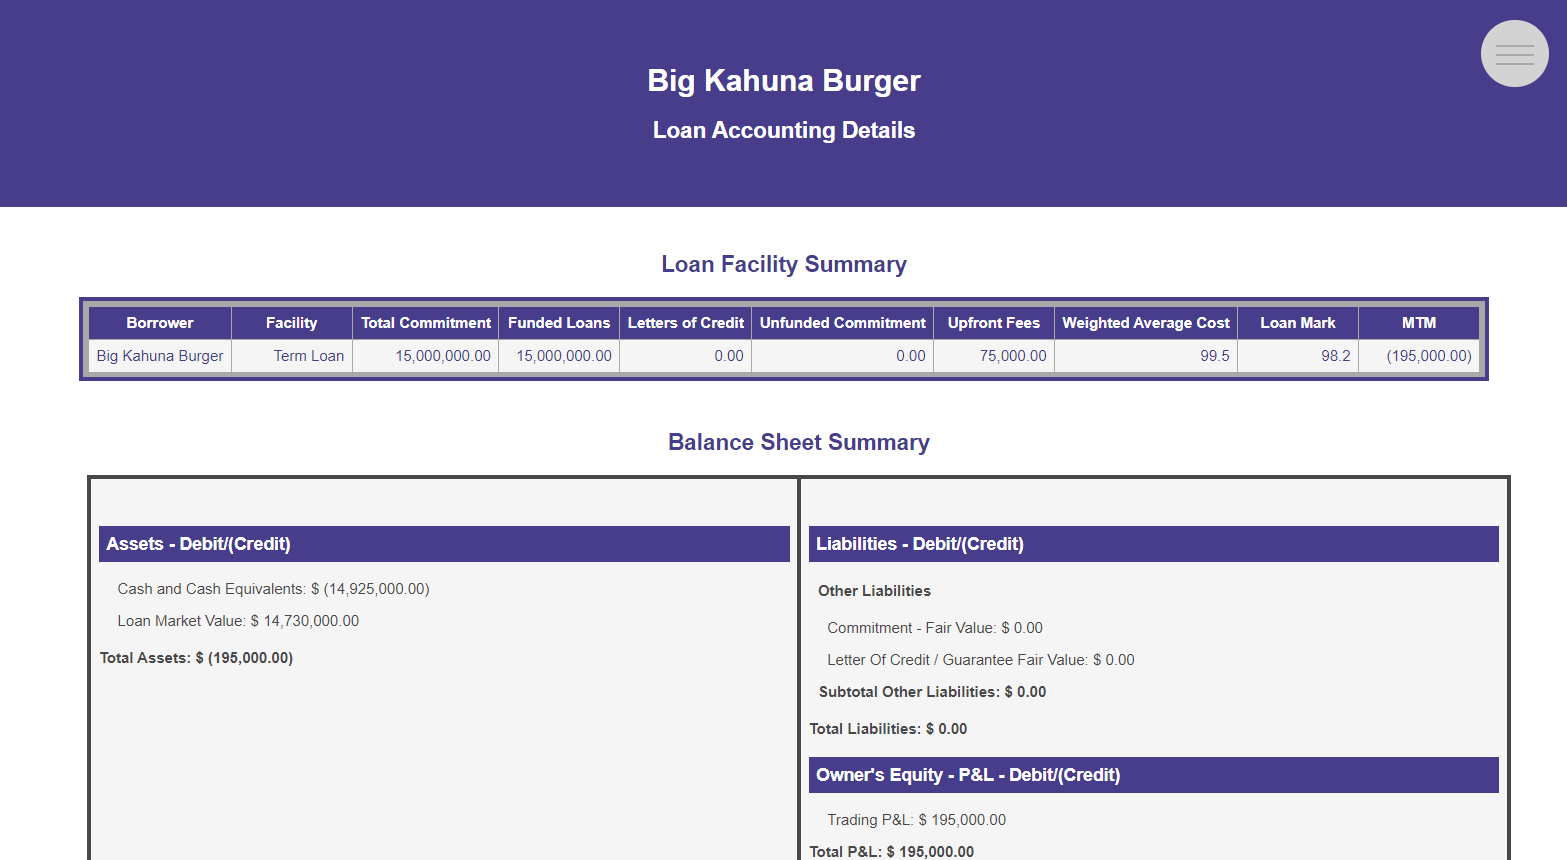 Big Kahuna Burger
Loan Accounting Details
Loan Facility Summary
Borrower Facility Total Commitment Funded Loans Letters of Credit Unfunded Commitment Upfront Fees Weighted Average Cost Loan Mark MTM
Big Kahuna Burger Term Loan 15,000,000.00 15,000,000.00 0.00 0.00 75,000.00 99.5 98.2 (195,000.00)
Balance Sheet Summary
Assets - Debit/(Credit)
Cash and Cash Equivalents: $ (14,925,000.00)
Loan Market Value: $ 14,730,000.00
Total Assets: $ (195,000.00)
Liabilities - Debit/(Credit)
Other Liabilities
Commitment - Fair Value: $ 0.00
Letter Of Credit / Guarantee Fair Value: $ 0.00
Subtotal Other Liabilities: $ 0.00
Total Liabilities: $ 0.00
Owner's Equity - P&L - Debit/(Credit)
Trading P&L: $ 195,000.00
Total P&L: $ 195,000.00